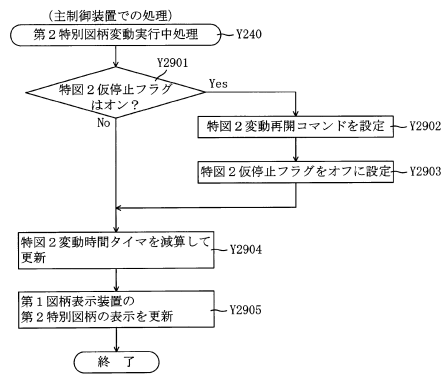 (主制御装置での処理)
第2特別図柄変動実行中処理
Y240
Y2901
特図2仮停止フラグ
はオン?
Yes
No
特図2変動再開コマンドを設定
Y2902
特図2仮停止フラグをオフに設定
Y2903
特図2変動時間タイマを減算して
更新
Y2904
第1図柄表示装置の
第2特別図柄の表示を更新
Y2905
終 了